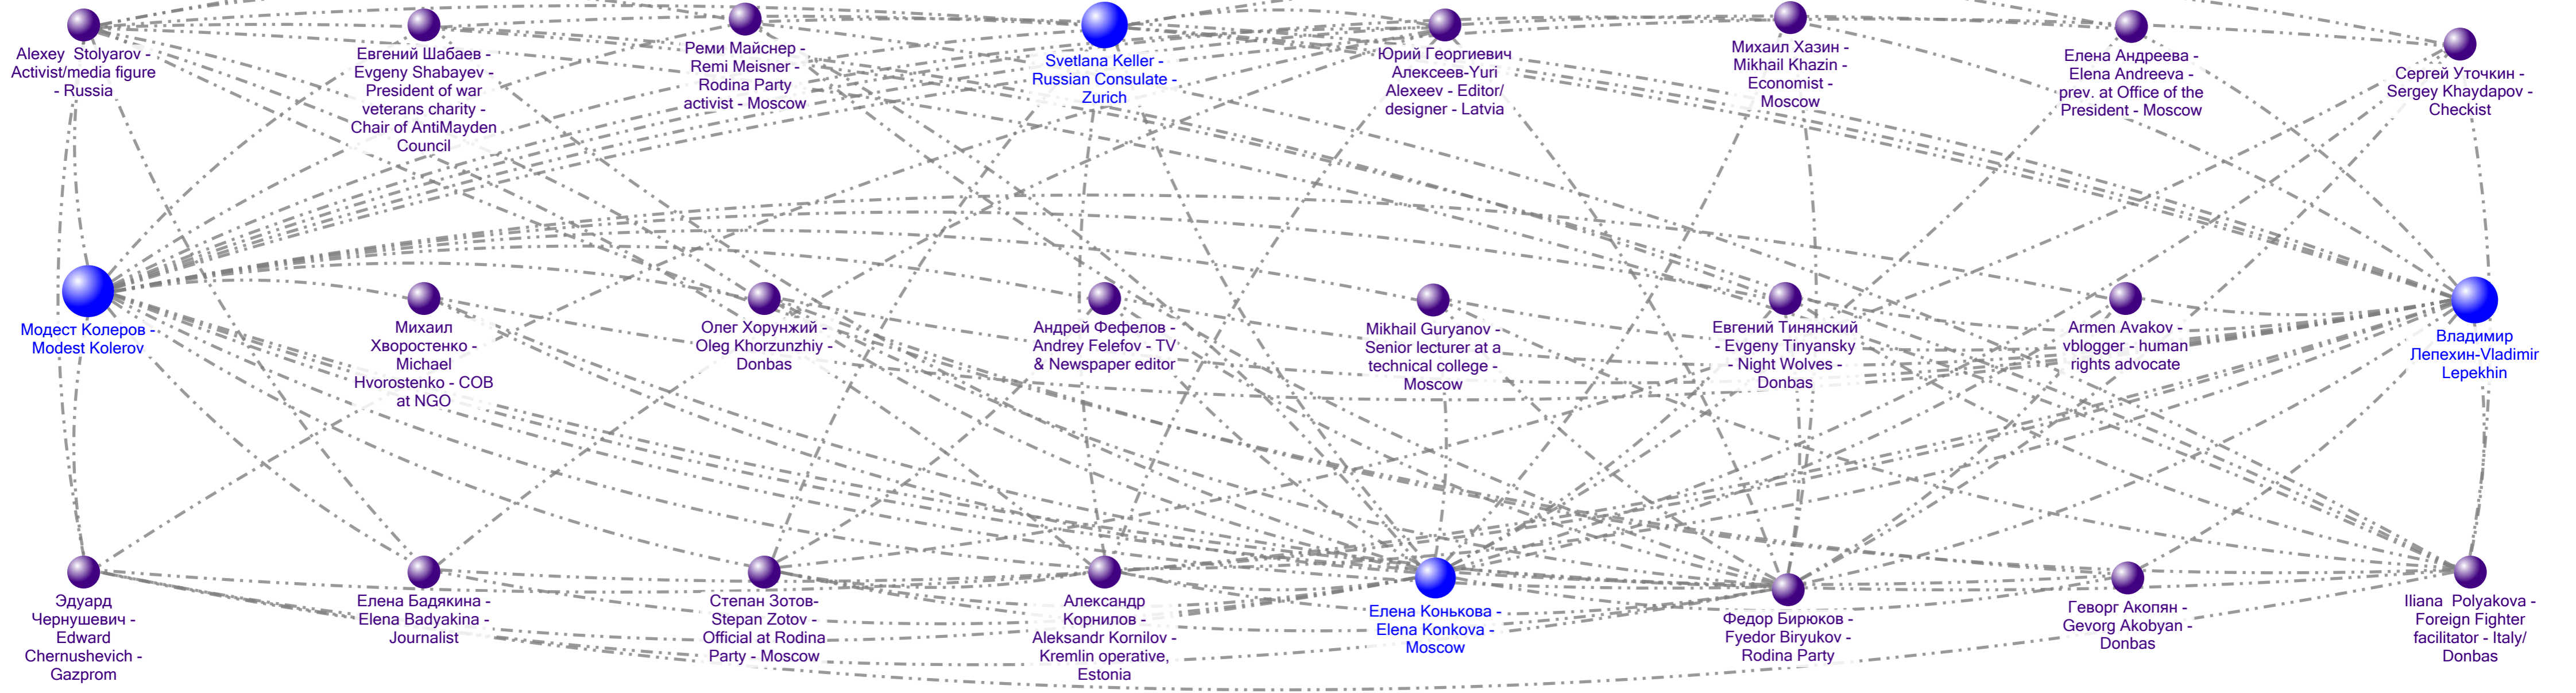 Alexey Stolyarov -
Activist/media figure
- Russia
Евгений Шабаев -
Evgeny Shabayev -
President of war
veterans charity -
Chair of AntiMayden
Council
Реми Майснер -
Remi Meisner -
Rodina Party
activist - Moscow
Svetlana Keller -
Russian Consulate -
Zurich
Юрий Георгиевич
Алексеев-Yuri
Alexeev - Editor/
designer - Latvia
Михаил Хазин -
Mikhail Khazin -
Economist -
Moscow
Елена Андреева -
Elena Andreeva -
prev. at Office of the
President - Moscow
Сергей Уточкин -
Sergey Khaydapov -
Checkist
Модест Колеров -
Modest Kolerov
Михаил
Хворостенко -
Michael
Hvorostenko - COB
at NGO
Олег Хорунжий -
Oleg Khorzunzhiy -
Donbas
Андрей Фефелов -
Andrey Felefov - TV
& Newspaper editor
Mikhail Guryanov -
Senior lecturer at a
technical college -
Moscow
Евгений Тинянский
- Evgeny Tinyansky
- Night Wolves -
Donbas
Armen Avakov -
vblogger - human
rights advocate
Владимир
Лепехин-Vladimir
Lepekhin
Эдуард
Чернушевич -
Edward
Chernushevich -
Gazprom
Елена Бадякина -
Elena Badyakina -
Journalist
Степан Зотов-
Stepan Zotov -
Official at Rodina
Party - Moscow
Александр
Корнилов -
Aleksandr Kornilov -
Kremlin operative,
Estonia
Елена Конькова -
Elena Konkova -
Moscow
Федор Бирюков -
Fyedor Biryukov -
Rodina Party
Геворг Акопян -
Gevorg Akobyan -
Donbas
Iliana Polyakova -
Foreign Fighter
facilitator - Italy/
Donbas